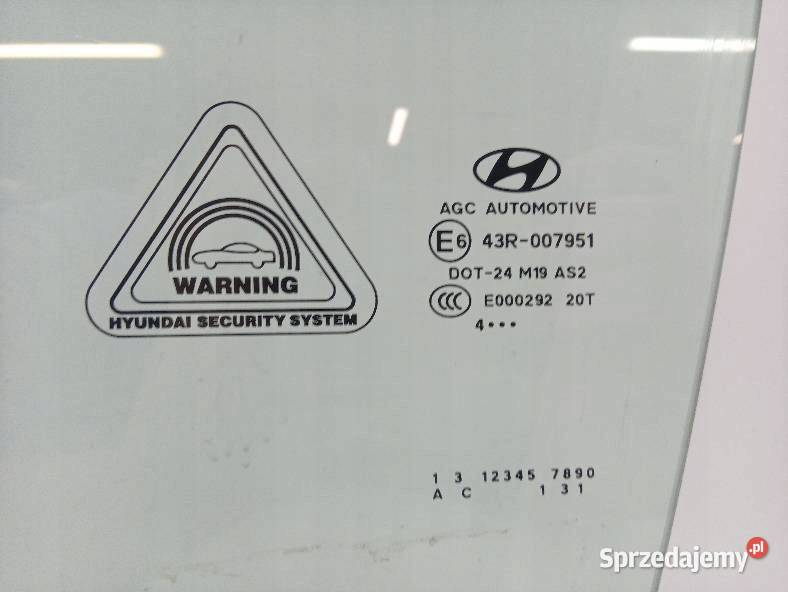 WARNING
HYUNDAI SECURITY SYSTEM
H
AGC AUTOMOTIVE
E6 43R-007951
DOT-24 M19 AS2
CCC E000292 20T
4•••
1 3 12345 7890
A C 1 3 1
Sprzedajemy.pl